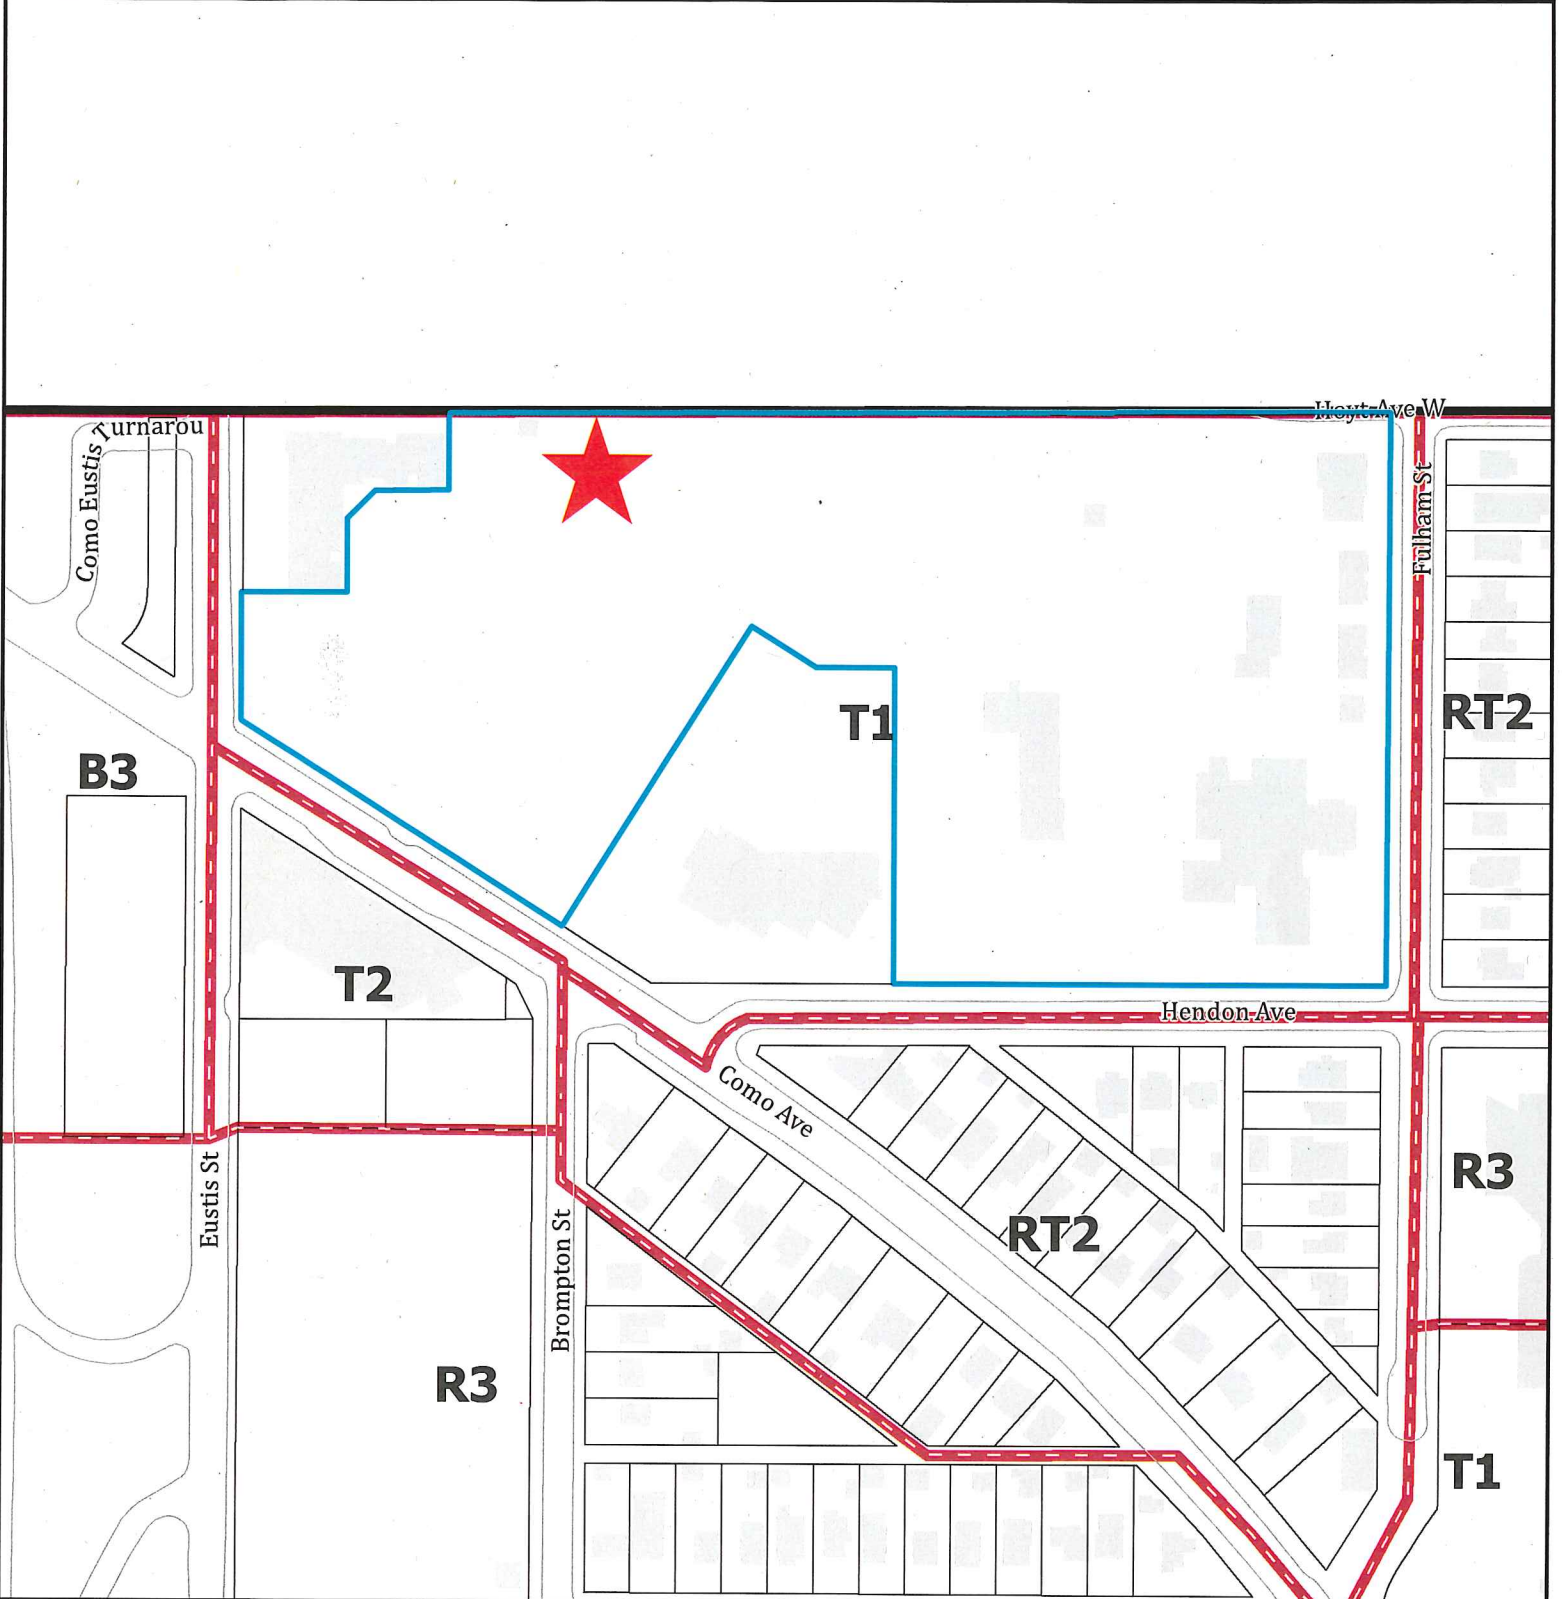 Hoyt Ave W
Como Eustis Turnarou
Fulham St
T1
RT2
B3
T2
Hendon Ave
Como Ave
Eustis St
Brompton St
RT2
R3
R3
T1